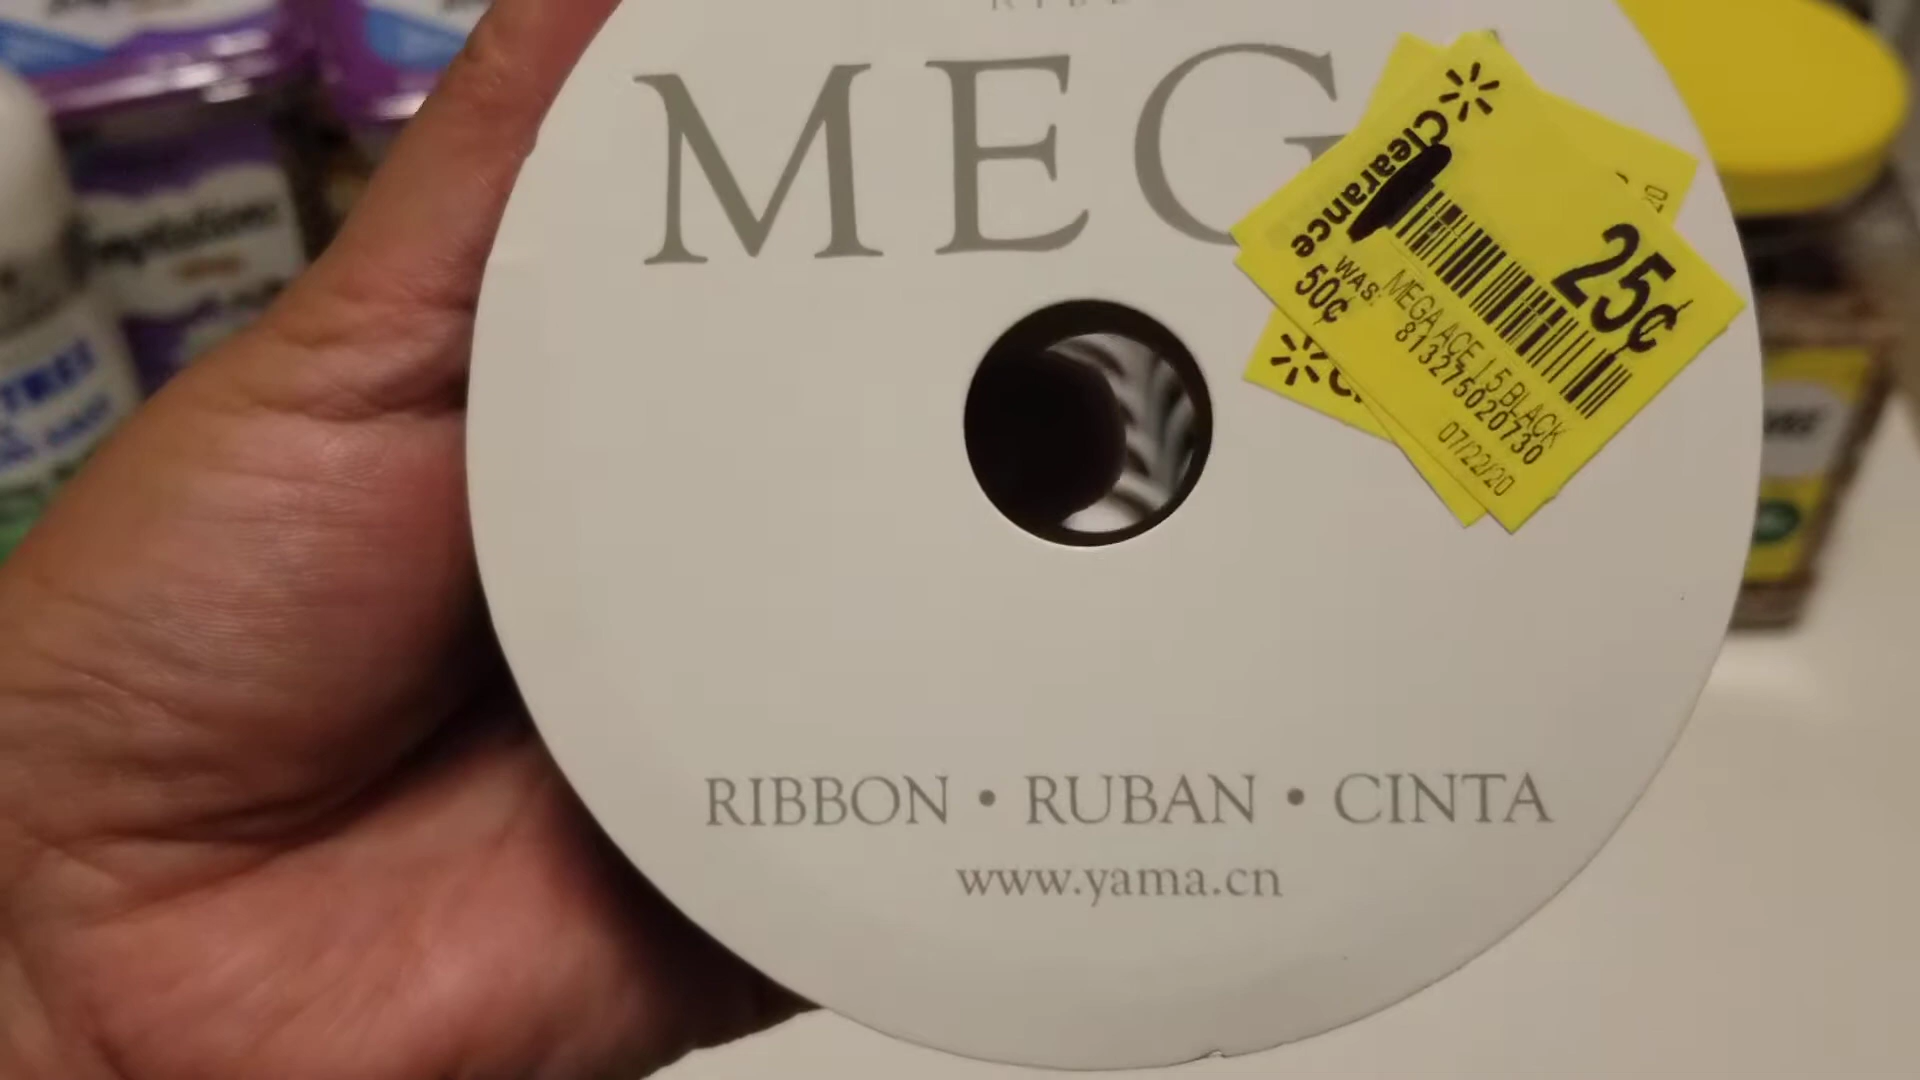 MEG
Clearance
25¢
WAS:
50¢
MEGA ACE 1.5 BLACK
813275020730
07/22/20
RIBBON • RUBAN • CINTA
www.yama.cn